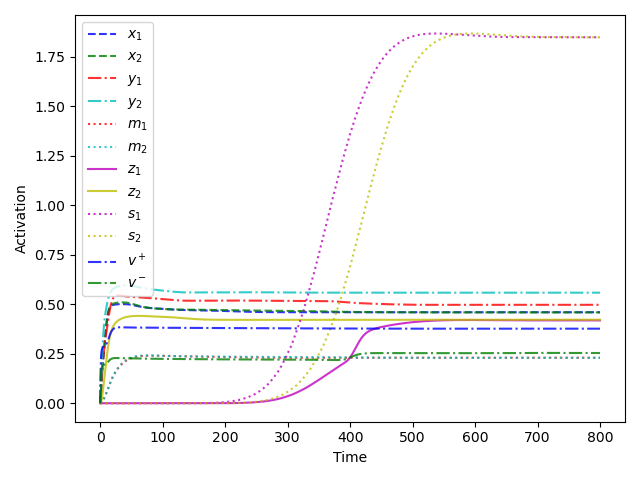 x₁
x₂
y₁
y₂
m₁
m₂
z₁
z₂
s₁
s₂
v⁺
v⁻
1.75
1.50
1.25
1.00
0.75
0.50
0.25
0.00
Activation
0 100 200 300 400 500 600 700 800
Time